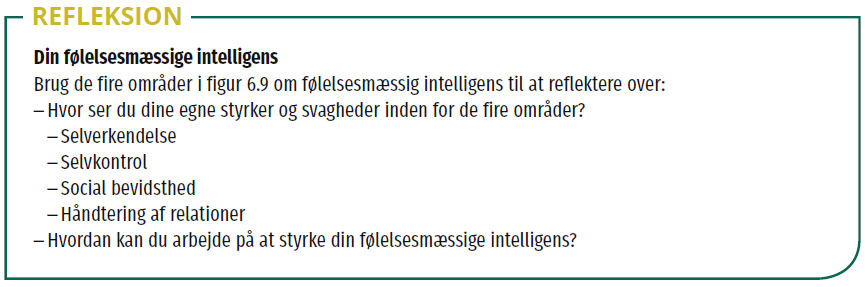 REFLEKSION
Din følelsesmæssige intelligens
Brug de fire områder i figur 6.9 om følelsesmæssig intelligens til at reflektere over:
– Hvor ser du dine egne styrker og svagheder inden for de fire områder?
– Selverkendelse
– Selvkontrol
– Social bevidsthed
– Håndtering af relationer
– Hvordan kan du arbejde på at styrke din følelsesmæssige intelligens?